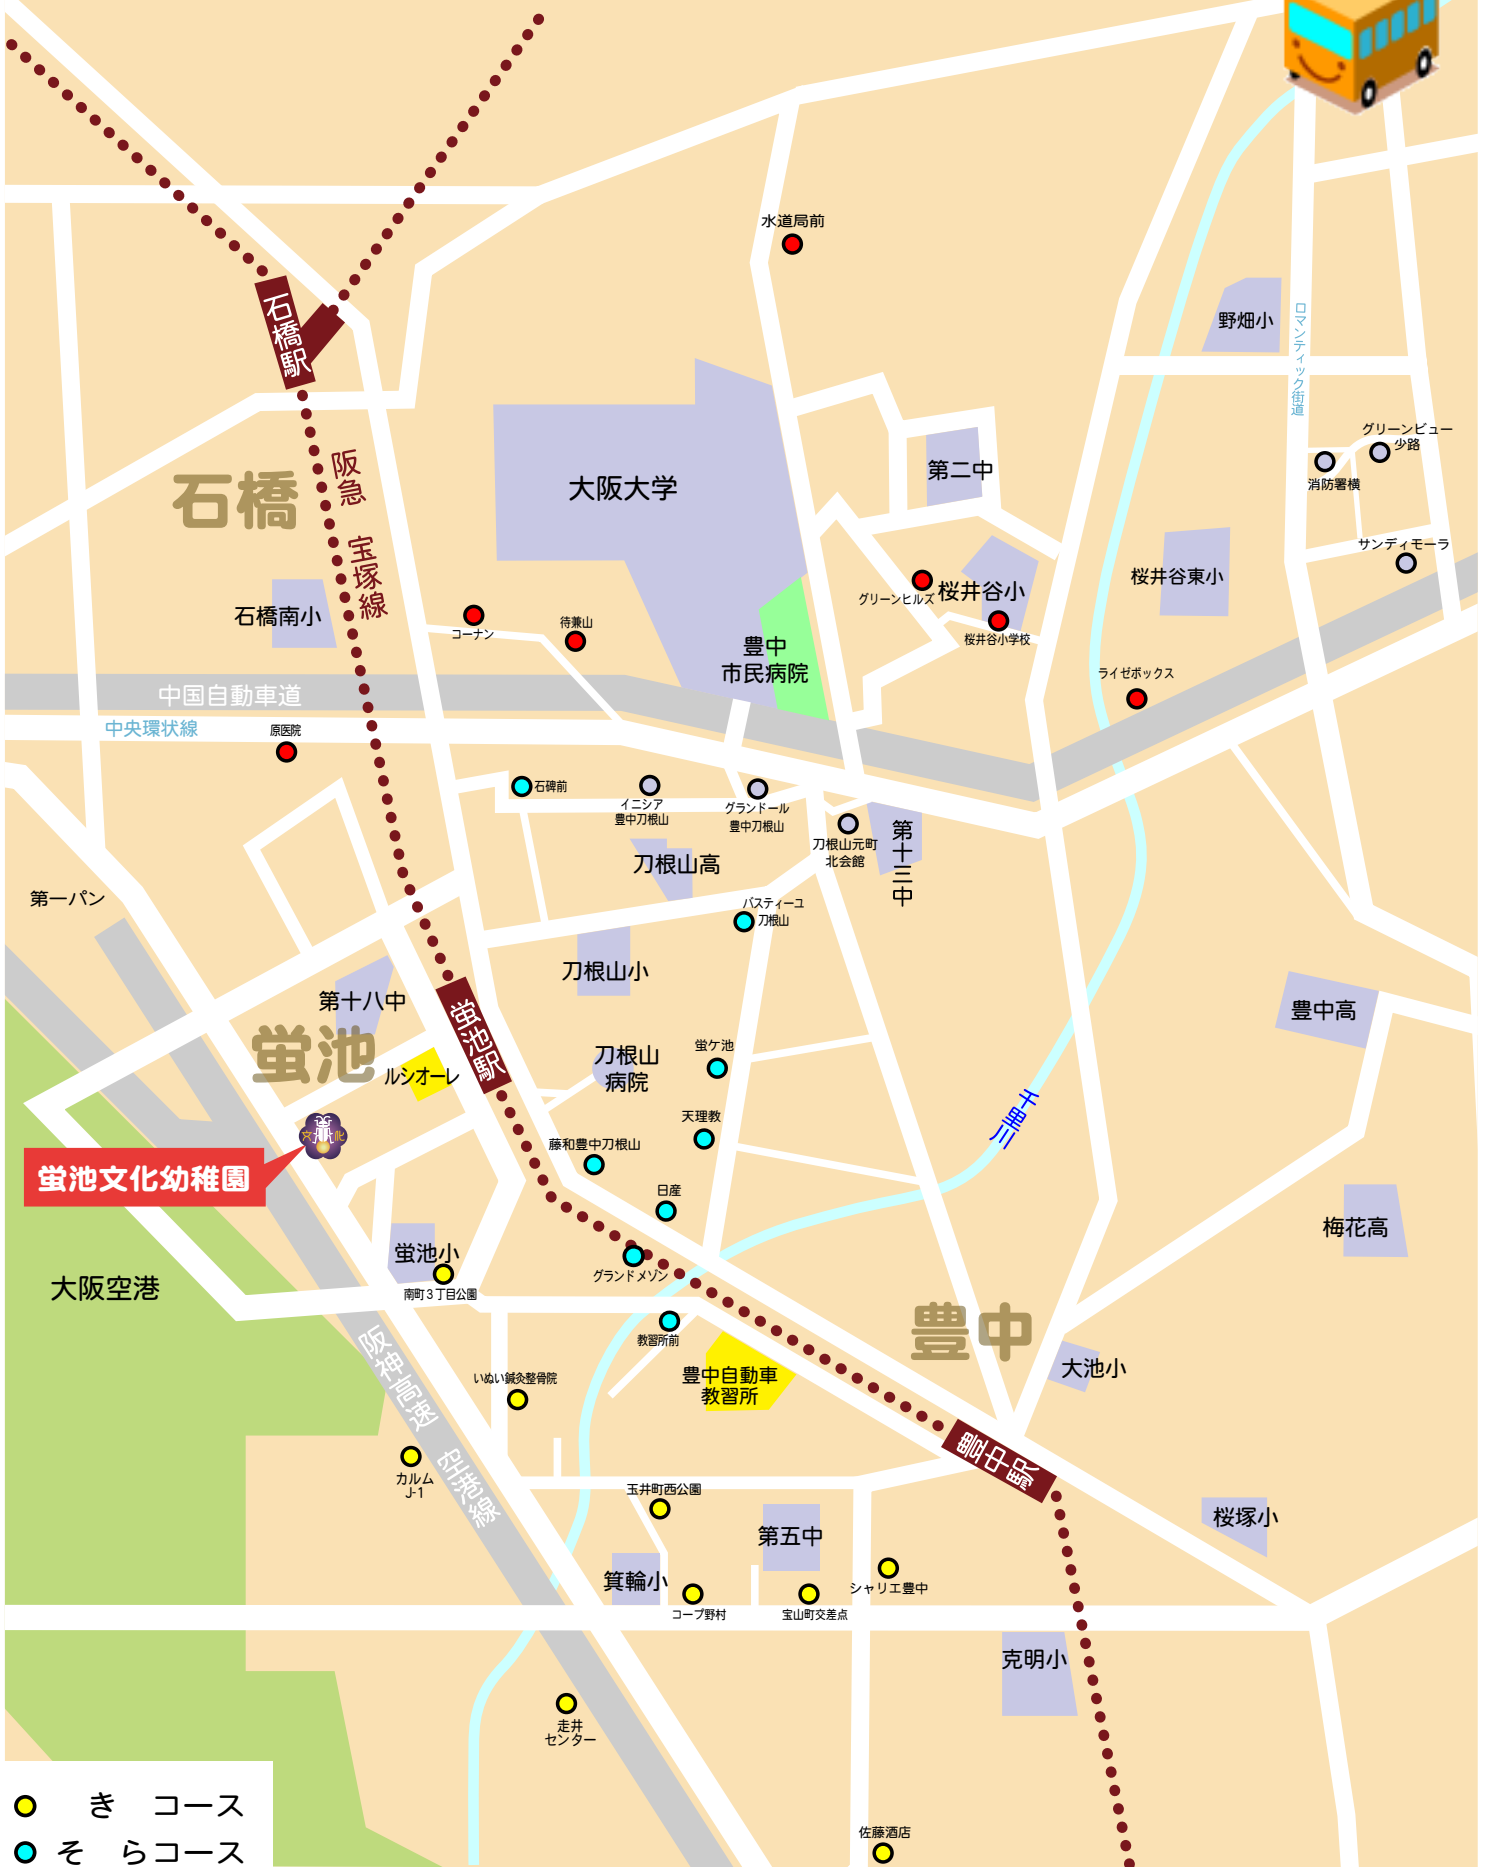 水道局前
石橋駅
野畑小
ロマンティック街道
グリーンビュー
少路
阪急 宝塚線
第二中
消防署横
大阪大学
石橋
サンディモーラ
桜井谷東小
グリーンヒルズ
桜井谷小
石橋南小
コーナン
待兼山
桜井谷小学校
豊中
市民病院
ライゼボックス
中国自動車道
中央環状線
原医院
石碑前
イニシア
豊中刀根山
グランドール
豊中刀根山
刀根山元町
北会館
第十三中
刀根山高
第一パン
パスティーユ
刀根山
刀根山小
第十八中
豊中高
蛍池駅
蛍池
ルシオーレ
刀根山
病院
蛍ケ池
千里川
天理教
文化
藤和豊中刀根山
蛍池文化幼稚園
日産
梅花高
蛍池小
グランドメゾン
大阪空港
南町3丁目公園
豊中
教習所前
阪神高速 空港線
豊中自動車
教習所
大池小
いぬい鍼灸整骨院
豊中駅
カルム
J-1
玉井町西公園
桜塚小
第五中
箕輪小
シャリエ豊中
コープ野村
宝山町交差点
克明小
走井
センター
き コース
佐藤酒店
そ らコース